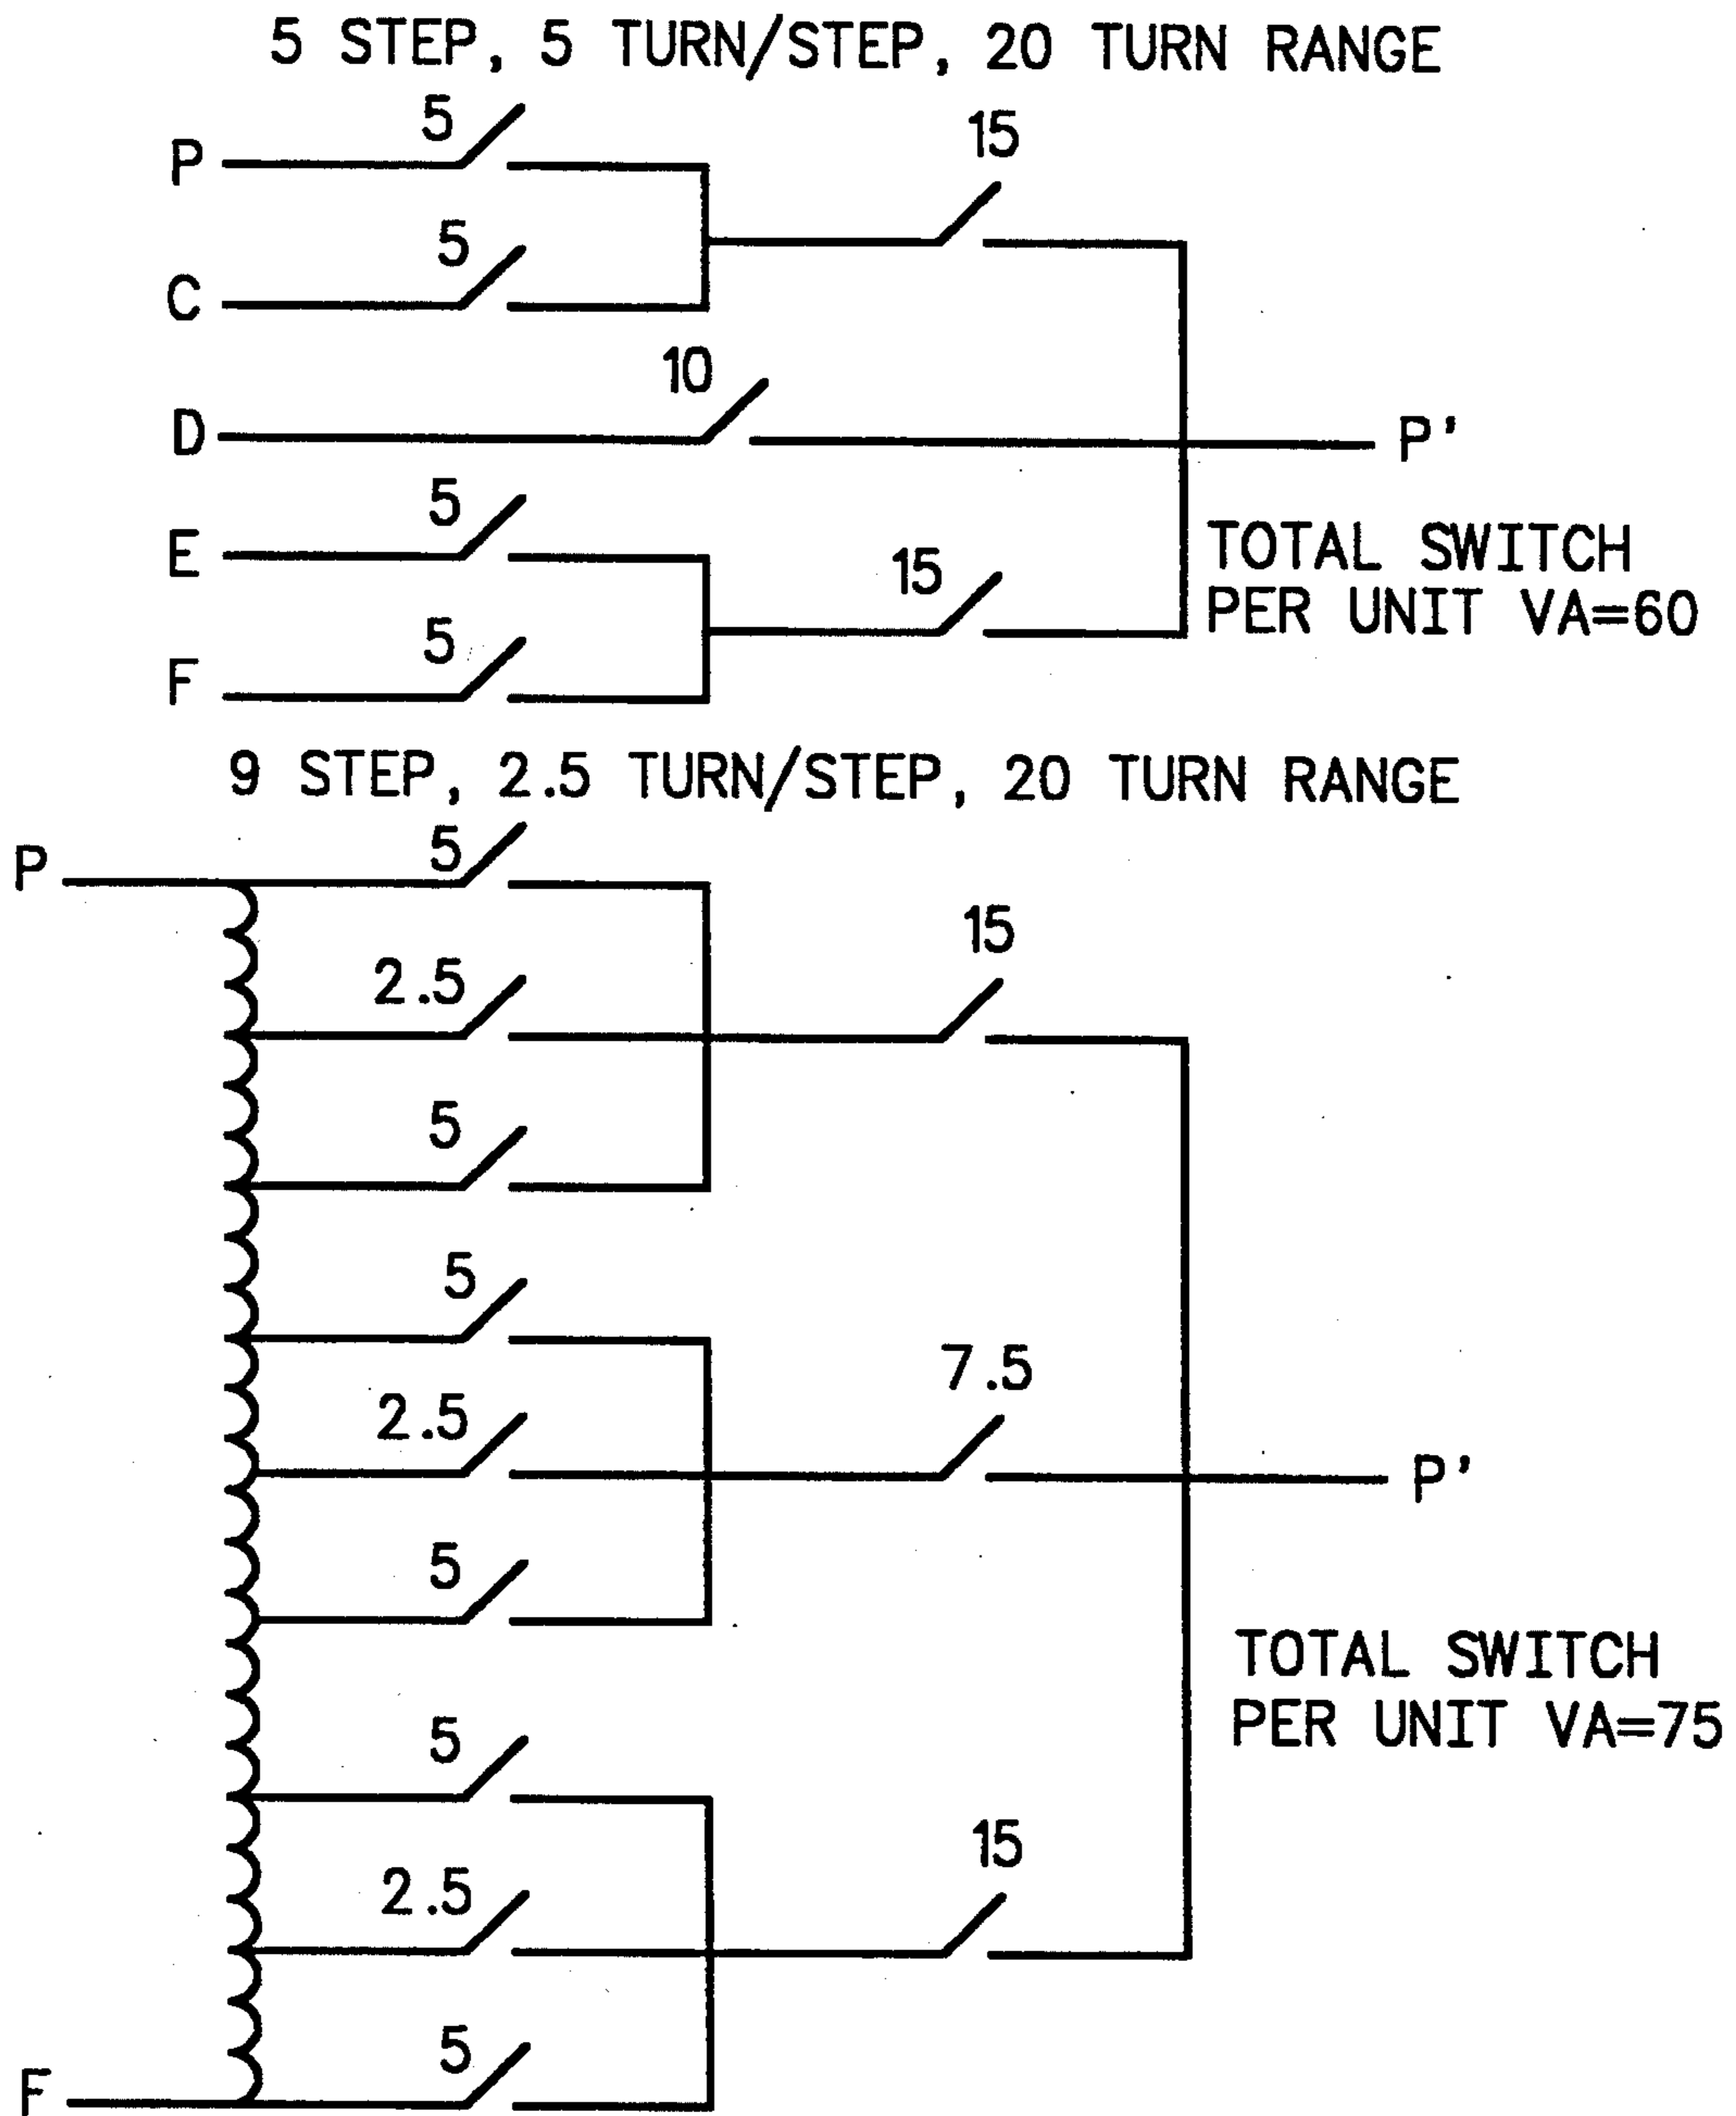 5 STEP, 5 TURN/STEP, 20 TURN RANGE
P
5
15
C
5
D
10
P'
E
5
15
TOTAL SWITCH
PER UNIT VA=60
F
5
9 STEP, 2.5 TURN/STEP, 20 TURN RANGE
P
5
2.5
15
5
5
2.5
7.5
P'
5
TOTAL SWITCH
PER UNIT VA=75
5
2.5
15
5
F